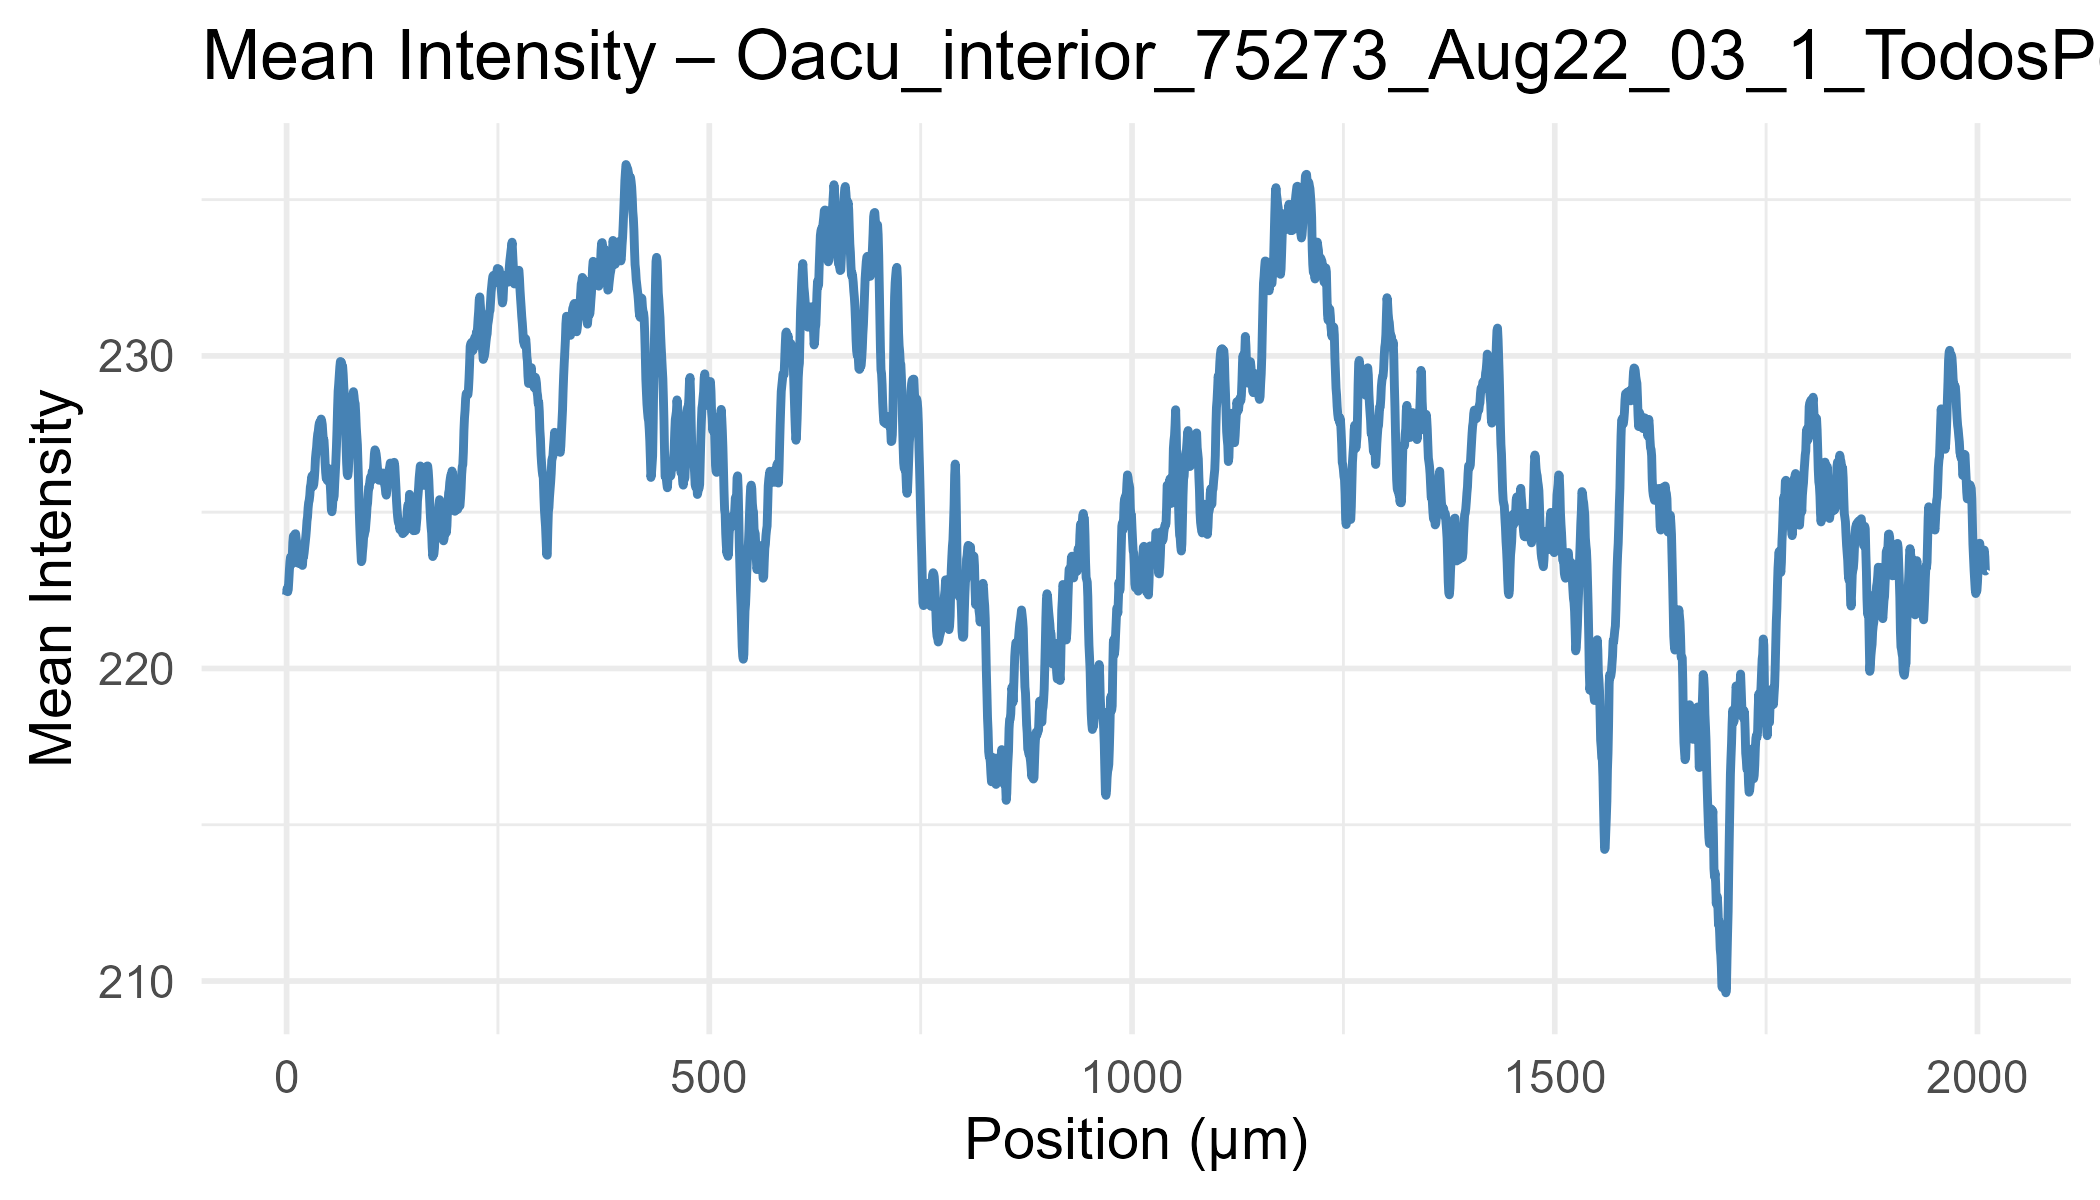 Mean Intensity – Oacu_interior_75273_Aug22_03_1_TodosP
Mean Intensity
230
220
210
0 500 1000 1500 2000
Position (µm)